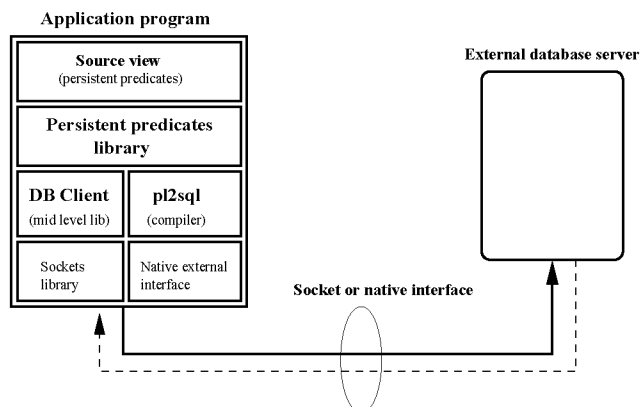 Application program
Source view
(persistent predicates)
Persistent predicates
library
DB Client
(mid level lib)
pl2sql
(compiler)
Sockets
library
Native external
interface
External database server
Socket or native interface